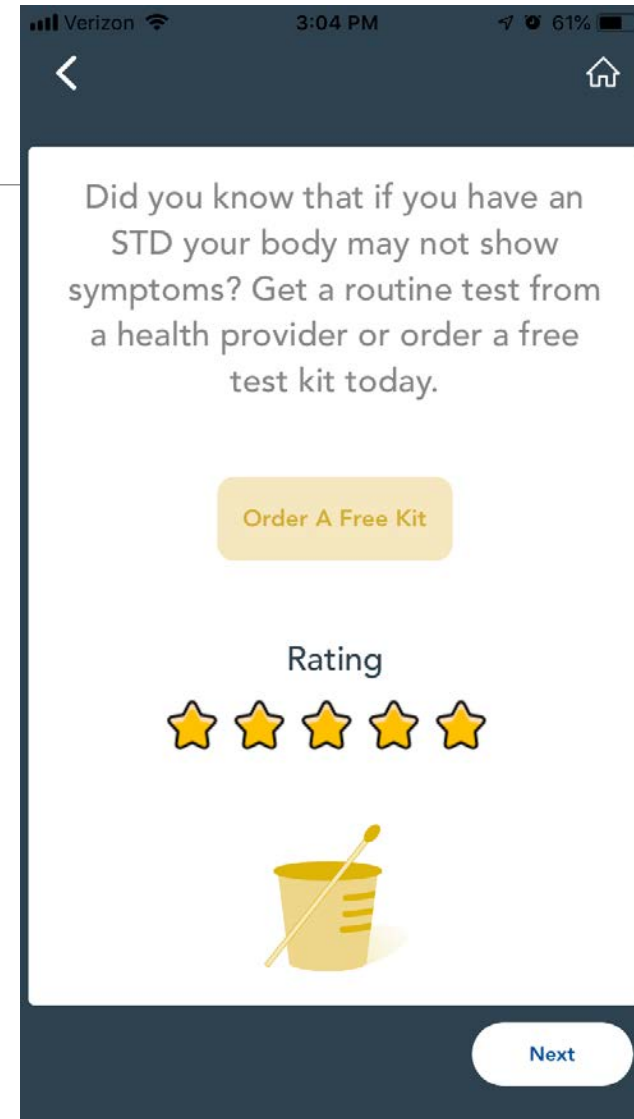 Verizon 3:04 PM 61%
Did you know that if you have an
STD your body may not show
symptoms? Get a routine test from
a health provider or order a free
test kit today.
Order A Free Kit
Rating
Next